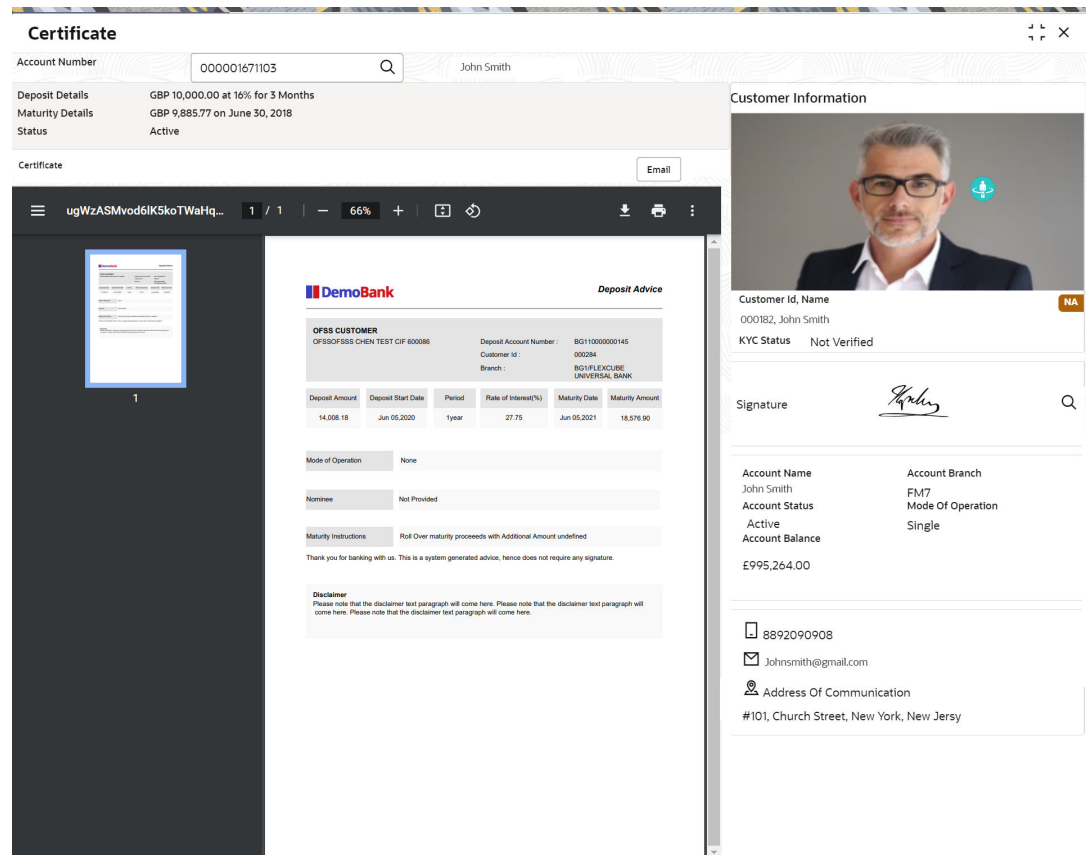 Certificate
Account Number
000001671103
John Smith
Deposit Details GBP 10,000.00 at 16% for 3 Months
Maturity Details GBP 9,885.77 on June 30, 2018
Status Active
Certificate
Email
ugWzASMvod6lK5koTWaHq... 1 / 1 | — 66% + |
1
DemoBank
Deposit Advice
OFSS CUSTOMER
OFSSOFSSS CHEN TEST CIF 600086
Deposit Account Number : BG110000000145
Customer Id : 000284
Branch : BG1/FLEXCUBE
UNIVERSAL BANK
Deposit Amount Deposit Start Date Period Rate of Interest(%) Maturity Date Maturity Amount
14,008.18 Jun 05,2020 1year 27.75 Jun 05,2021 18,576.90
Mode of Operation None
Nominee Not Provided
Maturity Instructions Roll Over maturity proceeeds with Additional Amount undefined
Thank you for banking with us. This is a system generated advice, hence does not require any signature.
Disclaimer
Please note that the disclaimer text paragraph will come here. Please note that the disclaimer text paragraph will
come here. Please note that the disclaimer text paragraph will come here.
Customer Information
Customer Id, Name
NA
000182, John Smith
KYC Status Not Verified
Signature
Account Name
John Smith
Account Branch
FM7
Account Status
Active
Mode Of Operation
Single
Account Balance
£995,264.00
8892090908
Johnsmith@gmail.com
Address Of Communication
#101, Church Street, New York, New Jersy